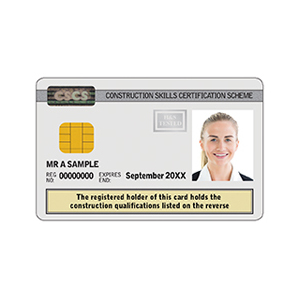 CSCS CONSTRUCTION SKILLS CERTIFICATION SCHEME
H&S
TESTED
MR A SAMPLE
REG NO: 00000000 EXPIRES END: September 20XX
The registered holder of this card holds the
construction qualifications listed on the reverse